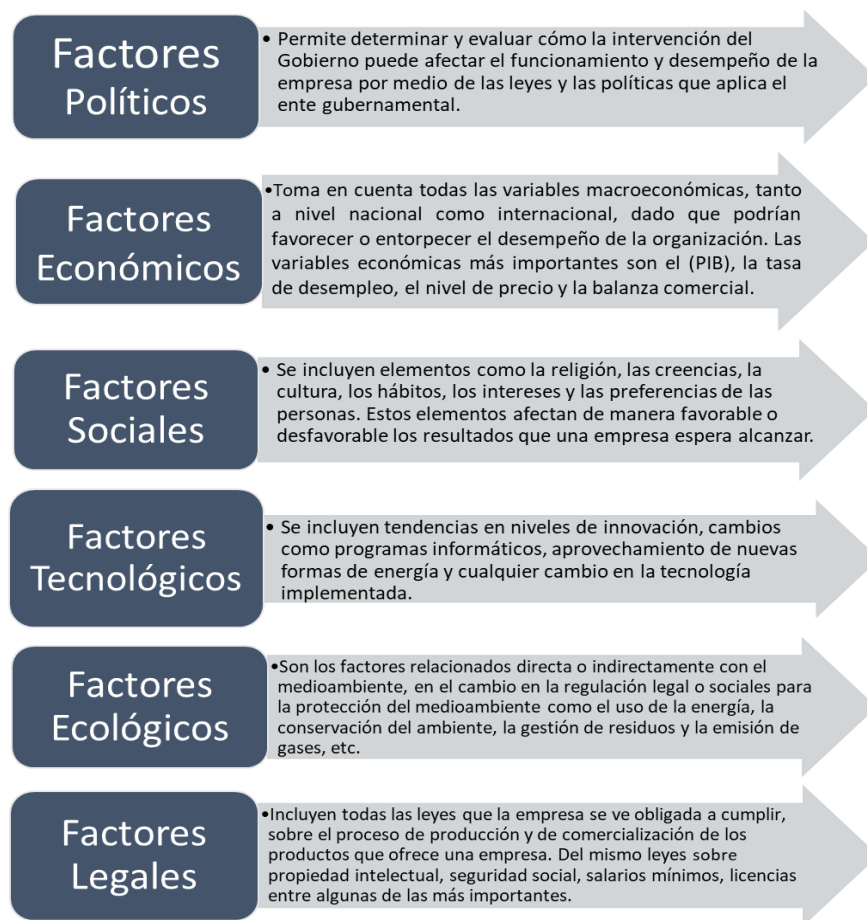 Factores
Políticos
• Permite determinar y evaluar cómo la intervención del
Gobierno puede afectar el funcionamiento y desempeño de la
empresa por medio de las leyes y las políticas que aplica el
ente gubernamental.
Factores
Económicos
•Toma en cuenta todas las variables macroeconómicas, tanto
a nivel nacional como internacional, dado que podrían
favorecer o entorpecer el desempeño de la organización. Las
variables económicas más importantes son el (PIB), la tasa
de desempleo, el nivel de precio y la balanza comercial.
Factores
Sociales
• Se incluyen elementos como la religión, las creencias, la
cultura, los hábitos, los intereses y las preferencias de las
personas. Estos elementos afectan de manera favorable o
desfavorable los resultados que una empresa espera alcanzar.
Factores
Tecnológicos
• Se incluyen tendencias en niveles de innovación, cambios
como programas informáticos, aprovechamiento de nuevas
formas de energía y cualquier cambio en la tecnología
implementada.
Factores
Ecológicos
•Son los factores relacionados directa o indirectamente con el
medioambiente, en el cambio en la regulación legal o sociales para
la protección del medioambiente como el uso de la energía, la
conservación del ambiente, la gestión de residuos y la emisión de
gases, etc.
Factores
Legales
•Incluyen todas las leyes que la empresa se ve obligada a cumplir,
sobre el proceso de producción y de comercialización de los
productos que ofrece una empresa. Del mismo leyes sobre
propiedad intelectual, seguridad social, salarios mínimos, licencias
entre algunas de las más importantes.